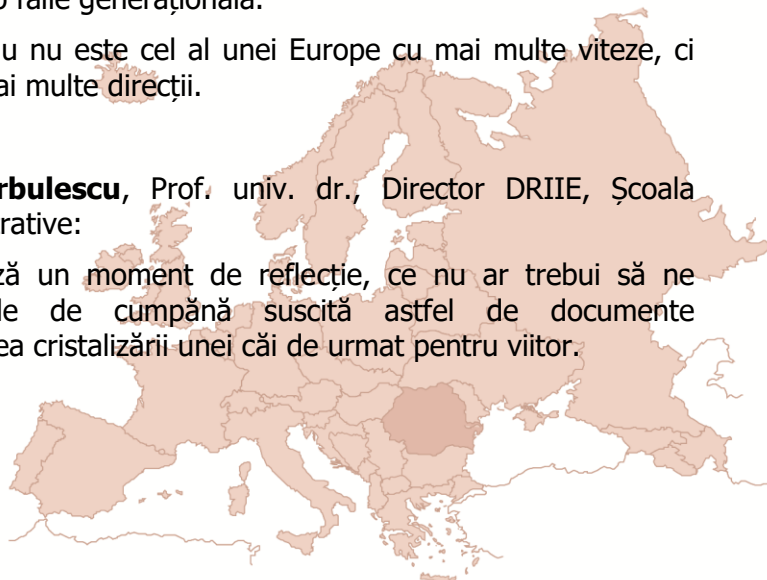 falie generațională.
u nu este cel al unei Europe cu mai multe viteze, ci
ai multe direcții.
rbulescu, Prof. univ. dr., Director DRIIE, Școala
rative:
ză un moment de reflecție, ce nu ar trebui să ne
le de cumpănă suscită astfel de documente
ea cristalizării unei căi de urmat pentru viitor.